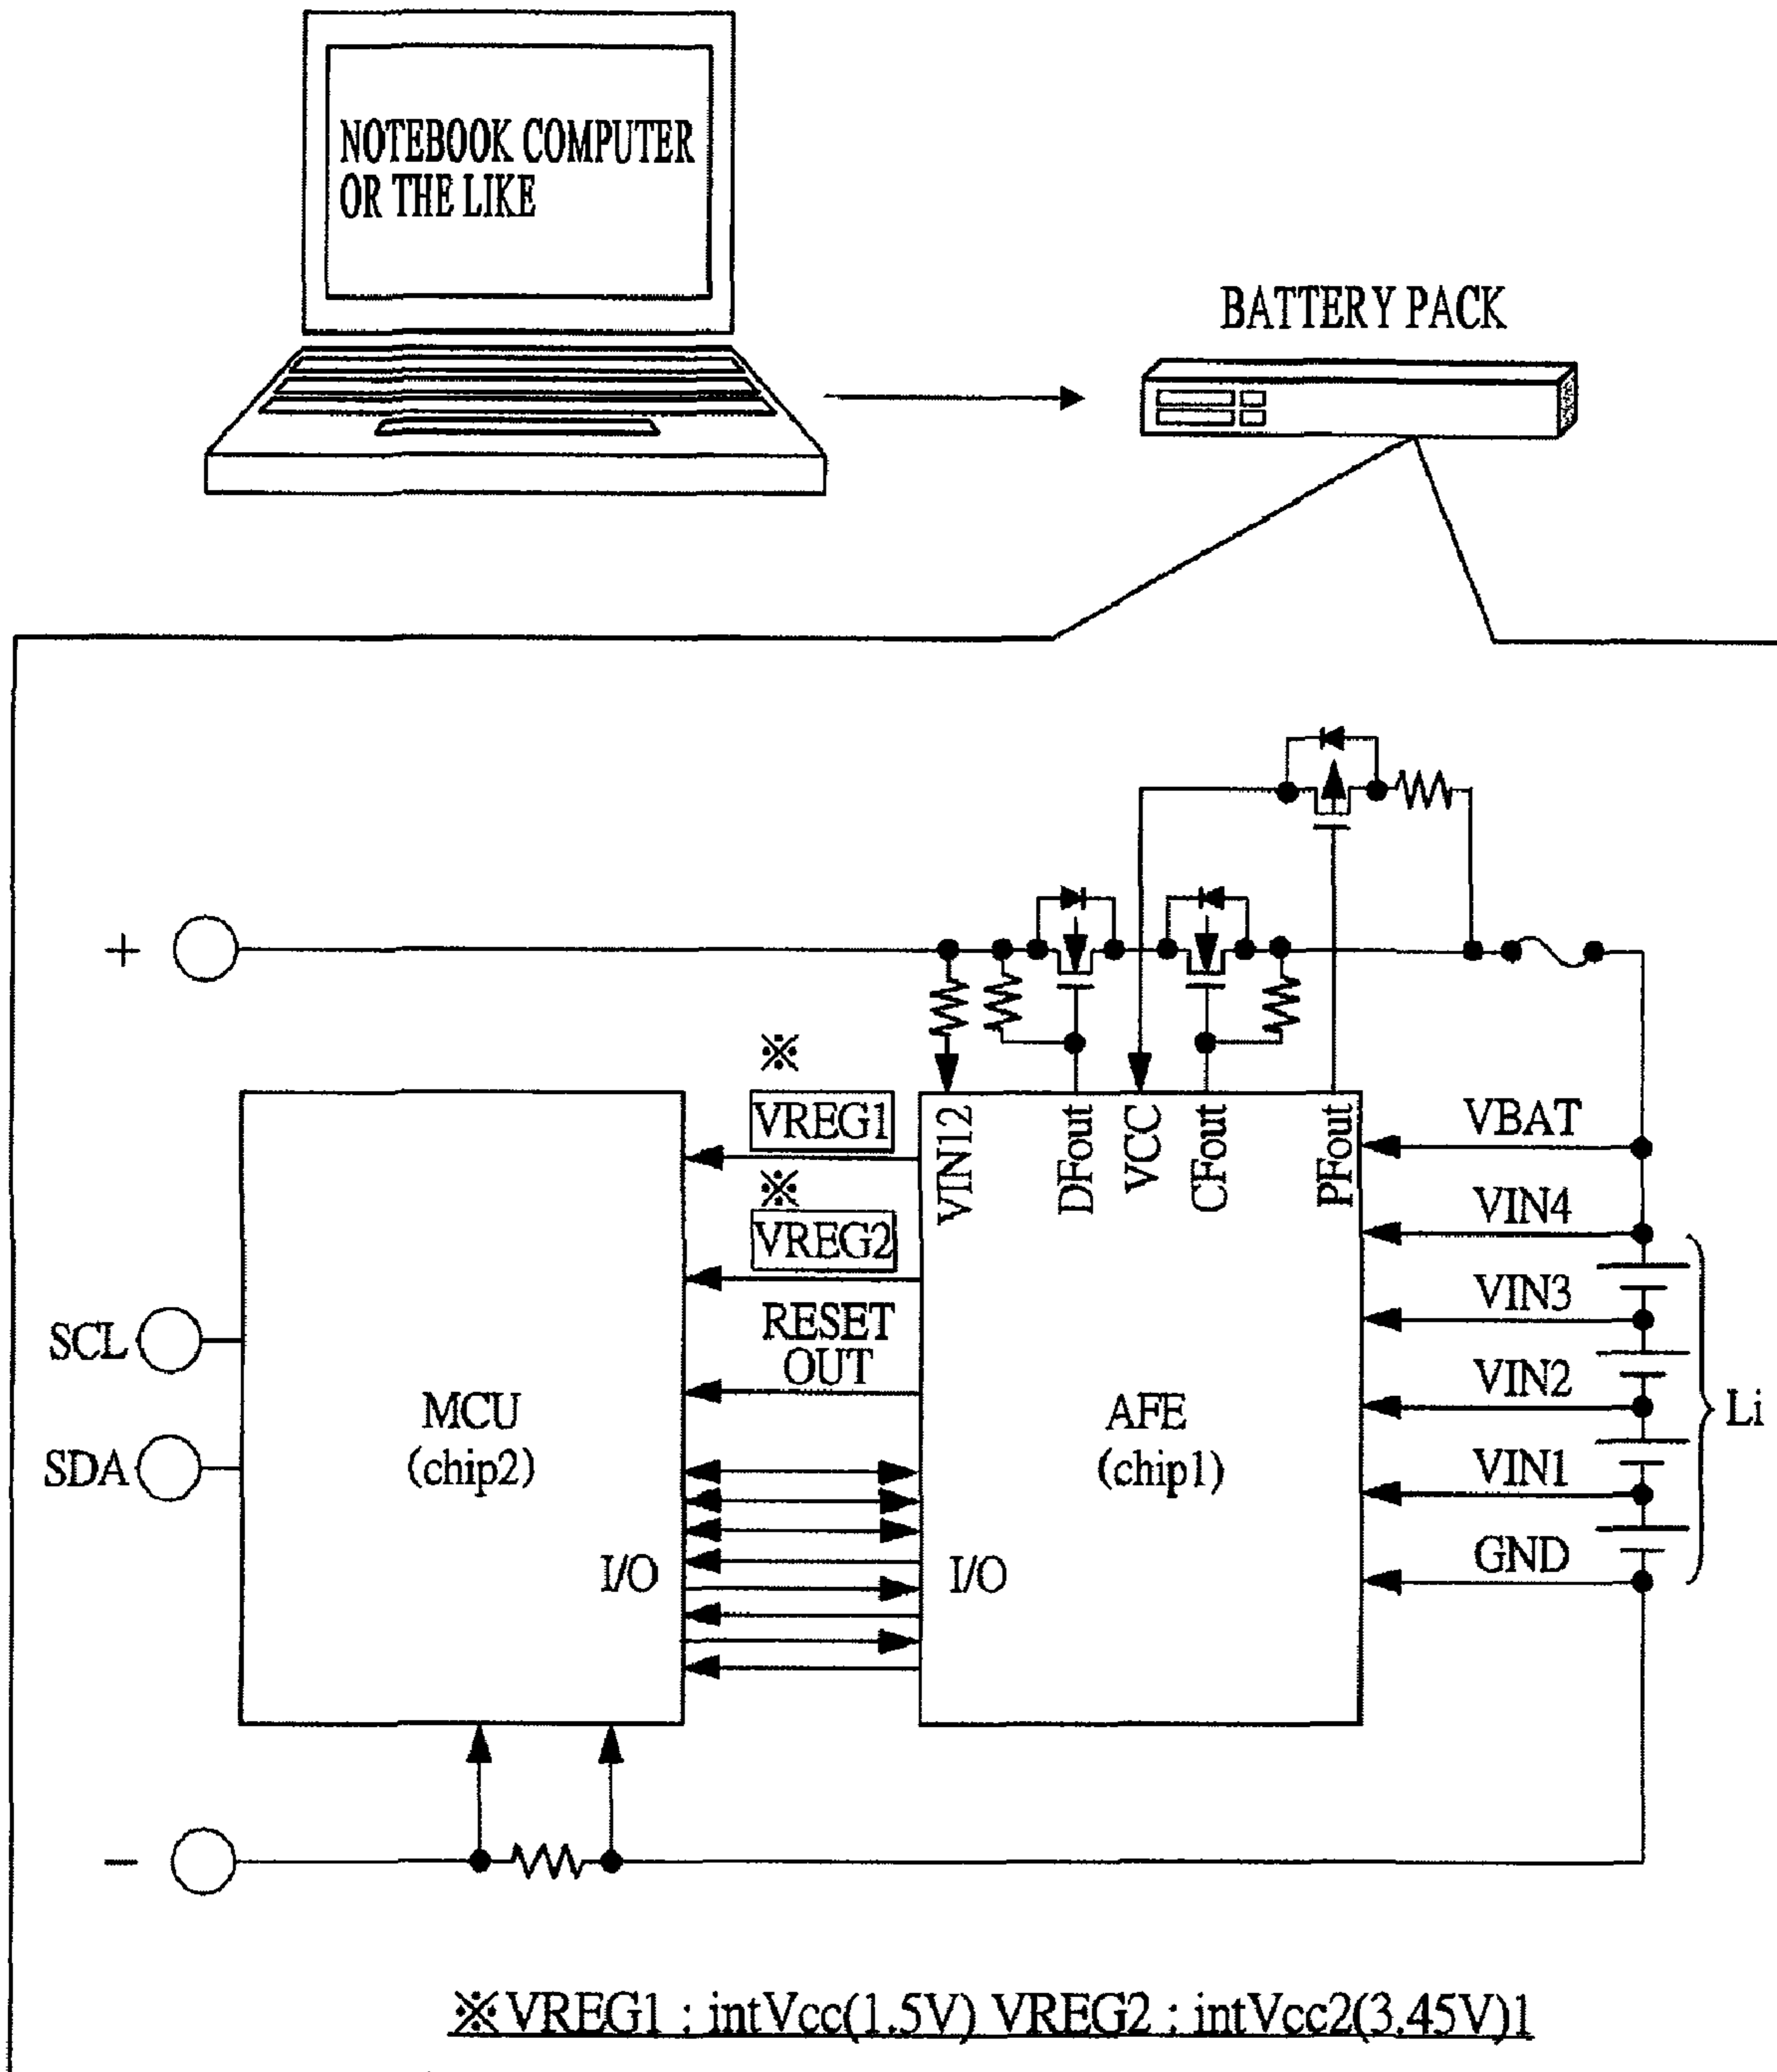 NOTEBOOK COMPUTER
OR THE LIKE
BATTERY PACK
+
※
VREG1
※
VREG2
RESET
OUT
VIN12
DFout
VCC
CFout
PFout
VBAT
VIN4
VIN3
VIN2
VIN1
GND
Li
SCL
SDA
MCU
(chip2)
I/O
AFE
(chip1)
I/O
−
※VREG1 : intVcc(1.5V) VREG2 : intVcc2(3.45V)1